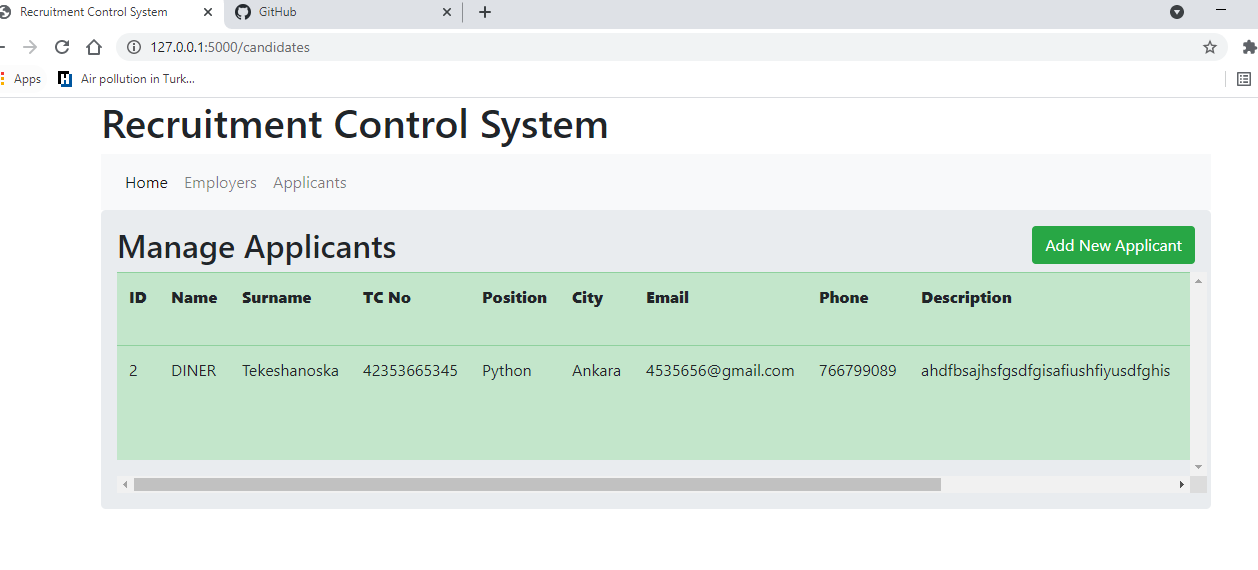 Recruitment Control System GitHub
127.0.0.1:5000/candidates
Apps Air pollution in Turk...
Recruitment Control System
Home Employers Applicants
Manage Applicants Add New Applicant
ID Name Surname TC No Position City Email Phone Description
2 DINER Tekeshanoska 42353665345 Python Ankara 4535656@gmail.com 766799089 ahdfbsajhsfgsdfgisafiushfiyusdfghis